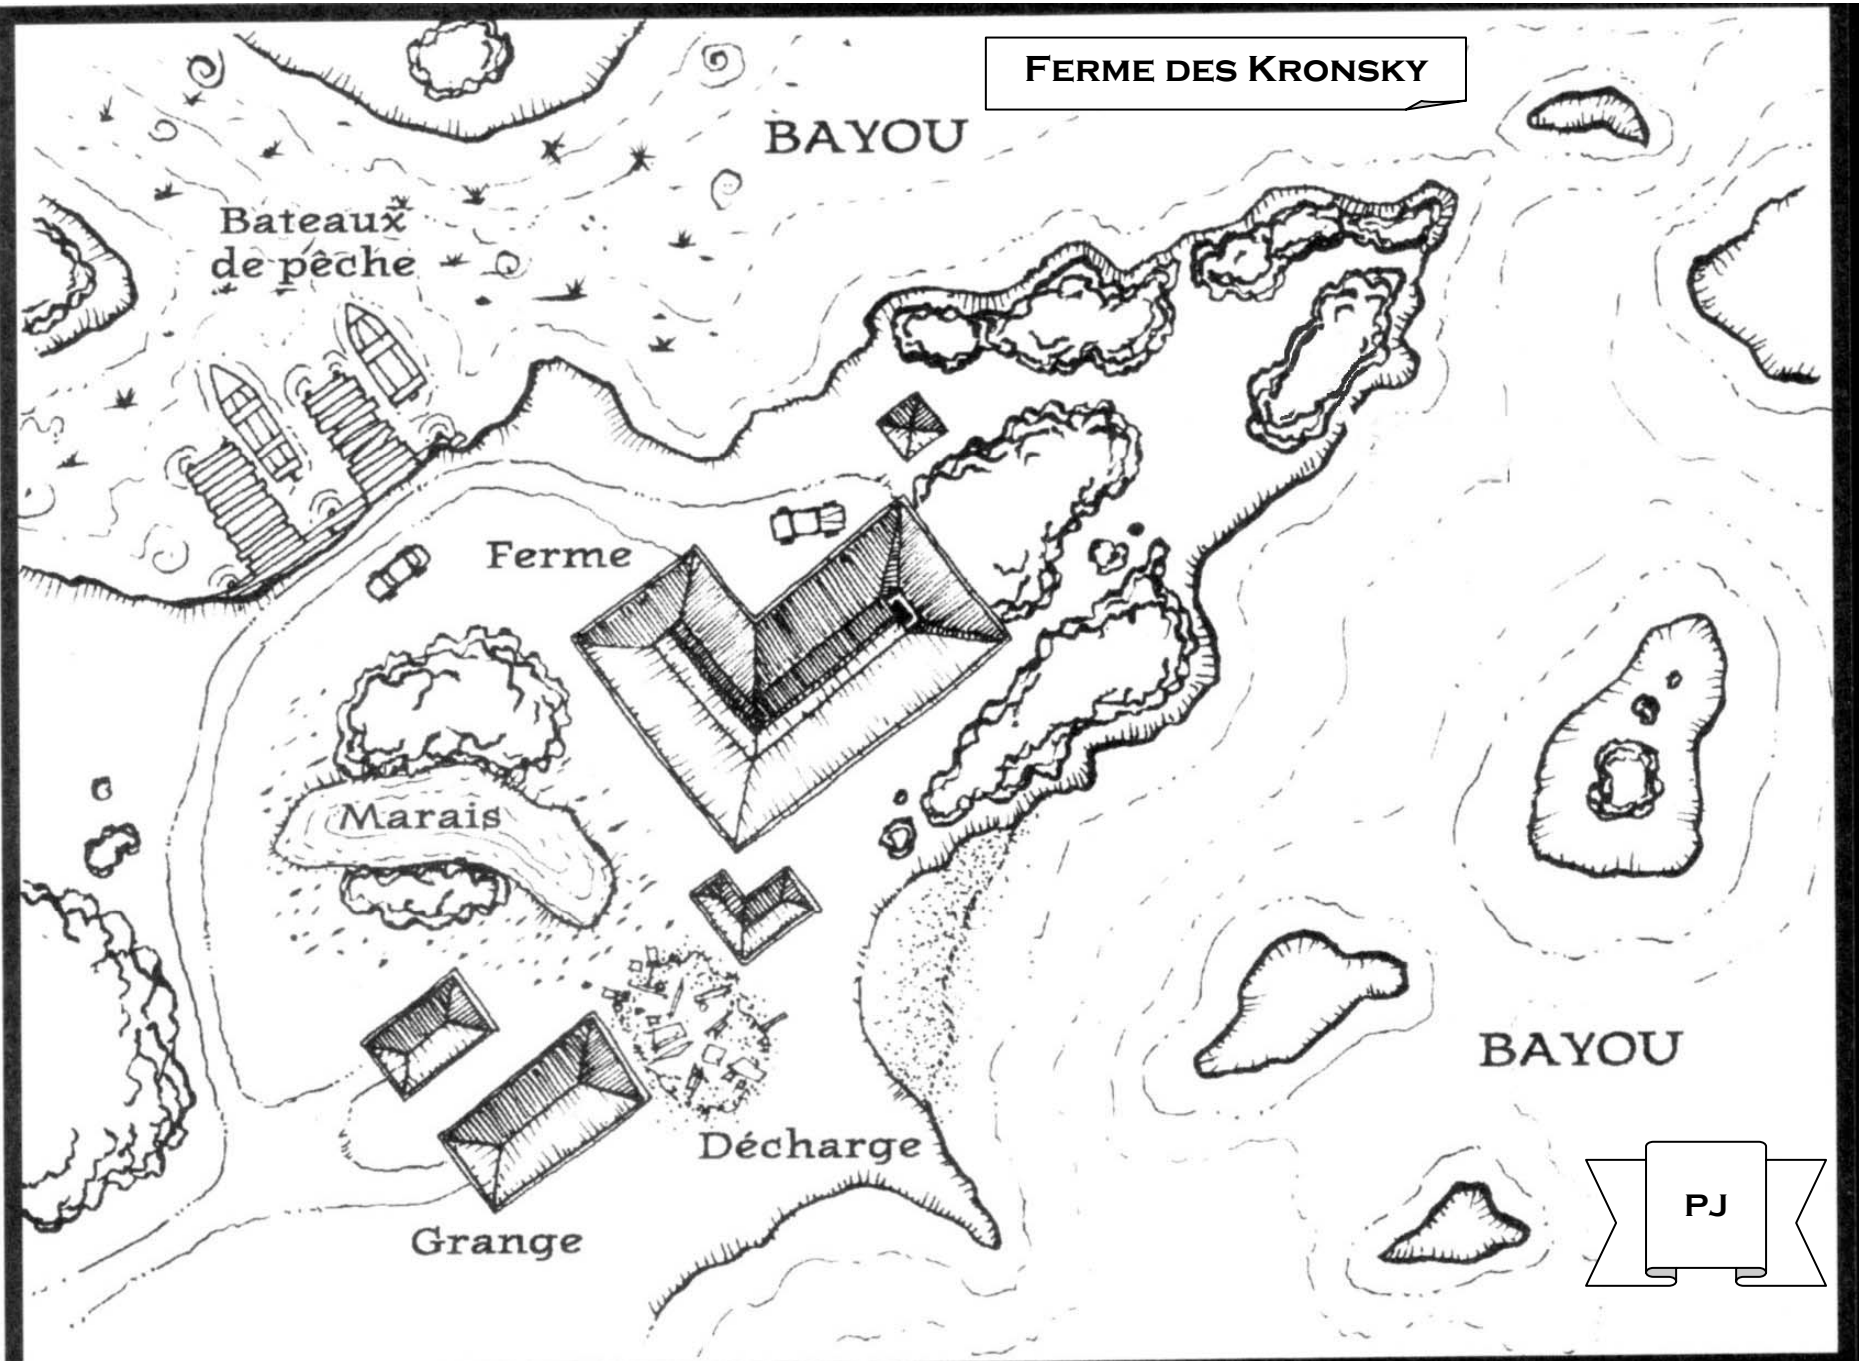 FERME DES KRONSKY
BAYOU
Bateaux
de pêche
Ferme
Marais
BAYOU
Décharge
PJ
Grange